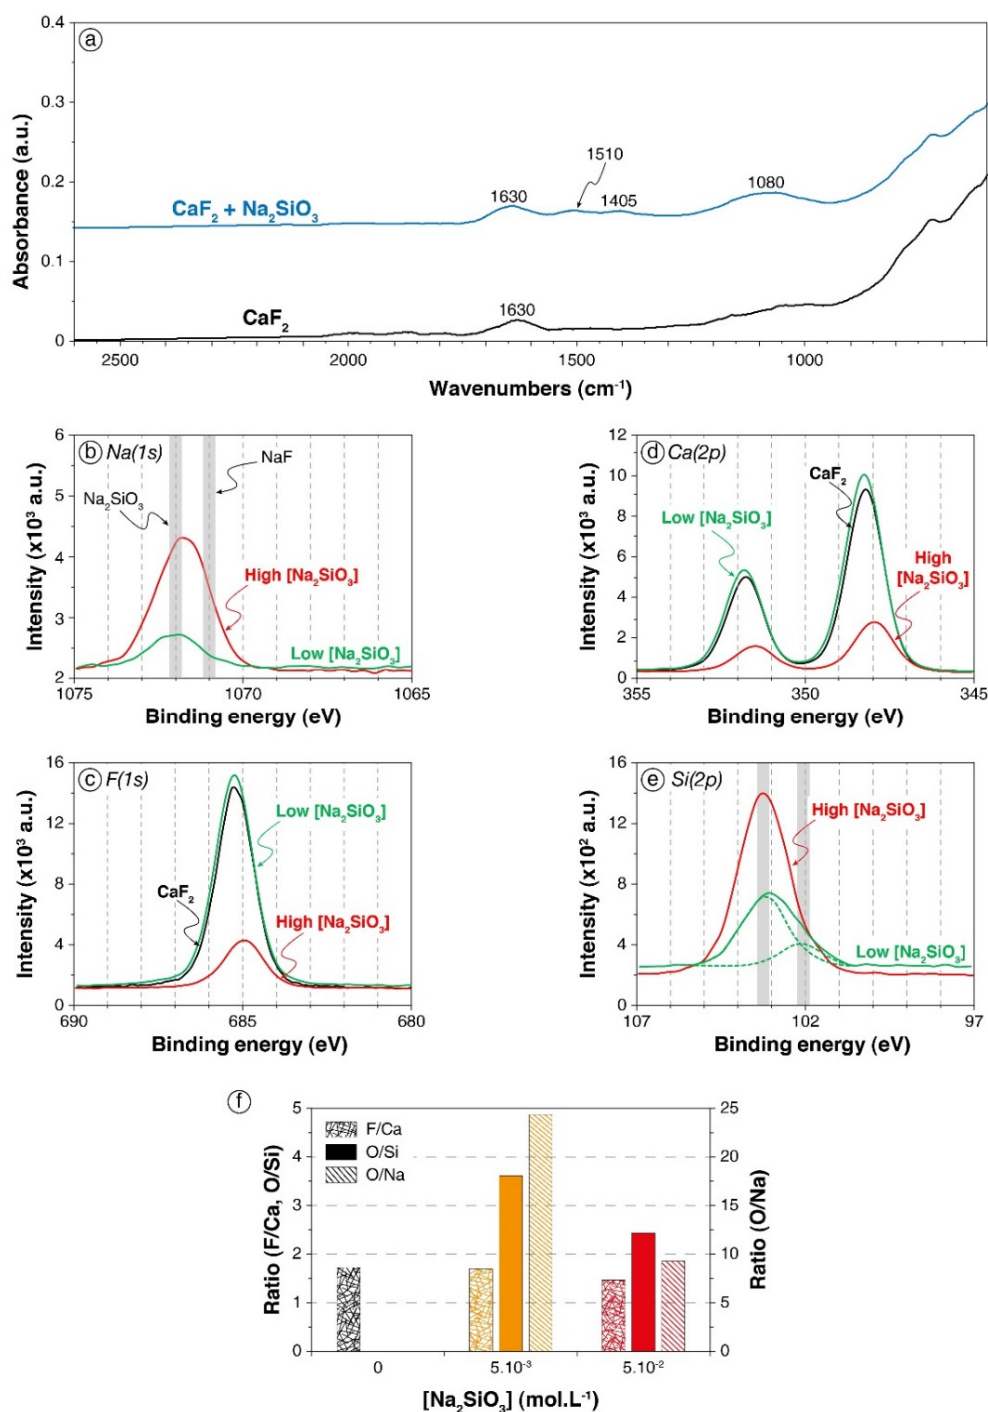 ⓐ
Absorbance (a.u.)
0.4
0.3
0.2
0.1
0
CaF₂ + Na₂SiO₃
1630
1510
1405
1080
CaF₂
1630
2500 2000 1500 1000
Wavenumbers (cm⁻¹)
ⓑ Na(1s)
Intensity (x10³ a.u.)
6
5
4
3
2
Na₂SiO₃
NaF
High [Na₂SiO₃]
Low [Na₂SiO₃]
1075 1070 1065
Binding energy (eV)
ⓓ Ca(2p)
Intensity (x10³ a.u.)
12
10
8
6
4
2
0
CaF₂
Low [Na₂SiO₃]
High
[Na₂SiO₃]
355 350 345
Binding energy (eV)
ⓒ F(1s)
Intensity (x10³ a.u.)
16
12
8
4
0
Low [Na₂SiO₃]
CaF₂
High [Na₂SiO₃]
690 685 680
Binding energy (eV)
ⓔ Si(2p)
Intensity (x10² a.u.)
16
12
8
4
0
High [Na₂SiO₃]
Low [Na₂SiO₃]
107 102 97
Binding energy (eV)
ⓕ
Ratio (F/Ca, O/Si)
5
4
3
2
1
0
F/Ca
O/Si
O/Na
25
20
15
10
5
0
Ratio (O/Na)
0 5.10⁻³ 5.10⁻²
[Na₂SiO₃] (mol.L⁻¹)